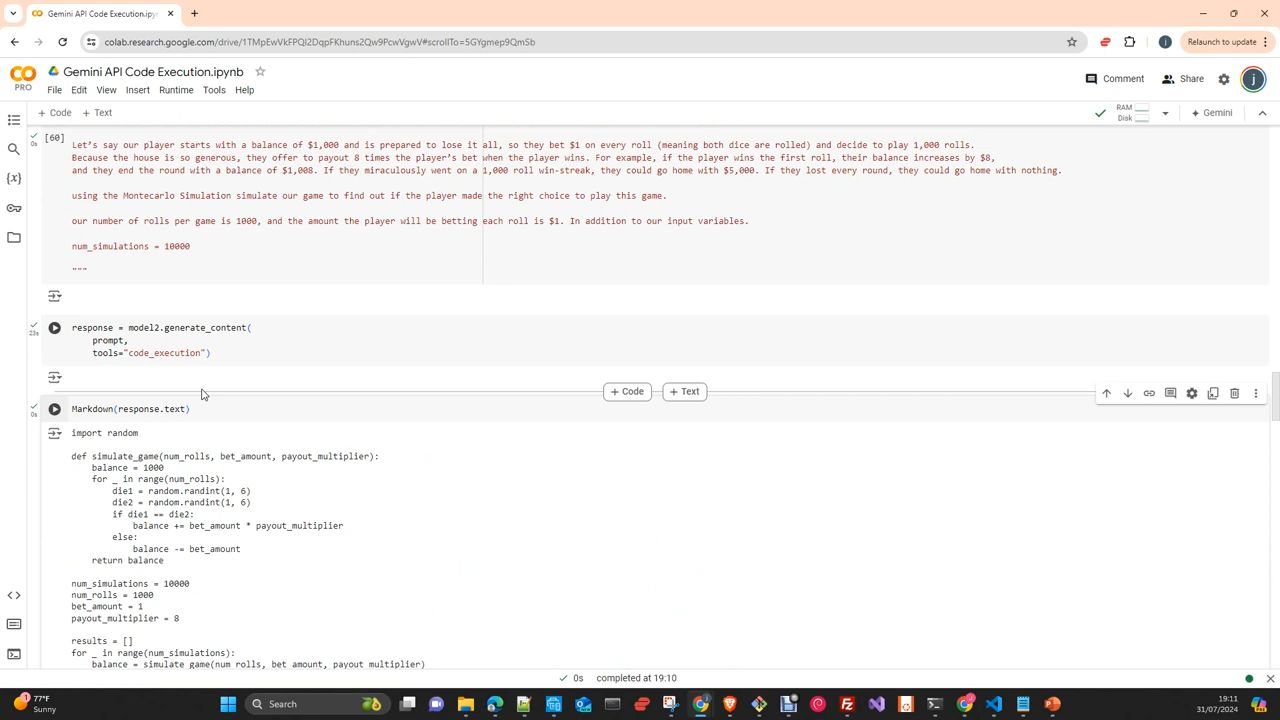 Gemini API Code Execution.ipyn
colab.research.google.com/drive/1TMpEwVkFPQl2DqpFKhuns2Qw9PcwVgwV#scrollTo=5GYgmep9QmSb
j
Relaunch to update
CO
PRO
Gemini API Code Execution.ipynb
File Edit View Insert Runtime Tools Help
Comment
Share
j
+ Code + Text
RAM
Disk
Gemini
[60]
Let's say our player starts with a balance of $1,000 and is prepared to lose it all, so they bet $1 on every roll (meaning both dice are rolled) and decide to play 1,000 rolls.
Because the house is so generous, they offer to payout 8 times the player's bet when the player wins. For example, if the player wins the first roll, their balance increases by $8,
and they end the round with a balance of $1,008. If they miraculously went on a 1,000 roll win-streak, they could go home with $5,000. If they lost every round, they could go home with nothing.
using the Montecarlo Simulation simulate our game to find out if the player made the right choice to play this game.
our number of rolls per game is 1000, and the amount the player will be betting each roll is $1. In addition to our input variables.
num_simulations = 10000
"""
23s
response = model2.generate_content(
prompt,
tools="code_execution")
+ Code + Text
0s
Markdown(response.text)
import random
def simulate_game(num_rolls, bet_amount, payout_multiplier):
balance = 1000
for _ in range(num_rolls):
die1 = random.randint(1, 6)
die2 = random.randint(1, 6)
if die1 == die2:
balance += bet_amount * payout_multiplier
else:
balance -= bet_amount
return balance
num_simulations = 10000
num_rolls = 1000
bet_amount = 1
payout_multiplier = 8
results = []
for _ in range(num_simulations):
balance = simulate_game(num_rolls, bet_amount, payout_multiplier)
0s completed at 19:10
77°F
Sunny
Search
19:11
31/07/2024